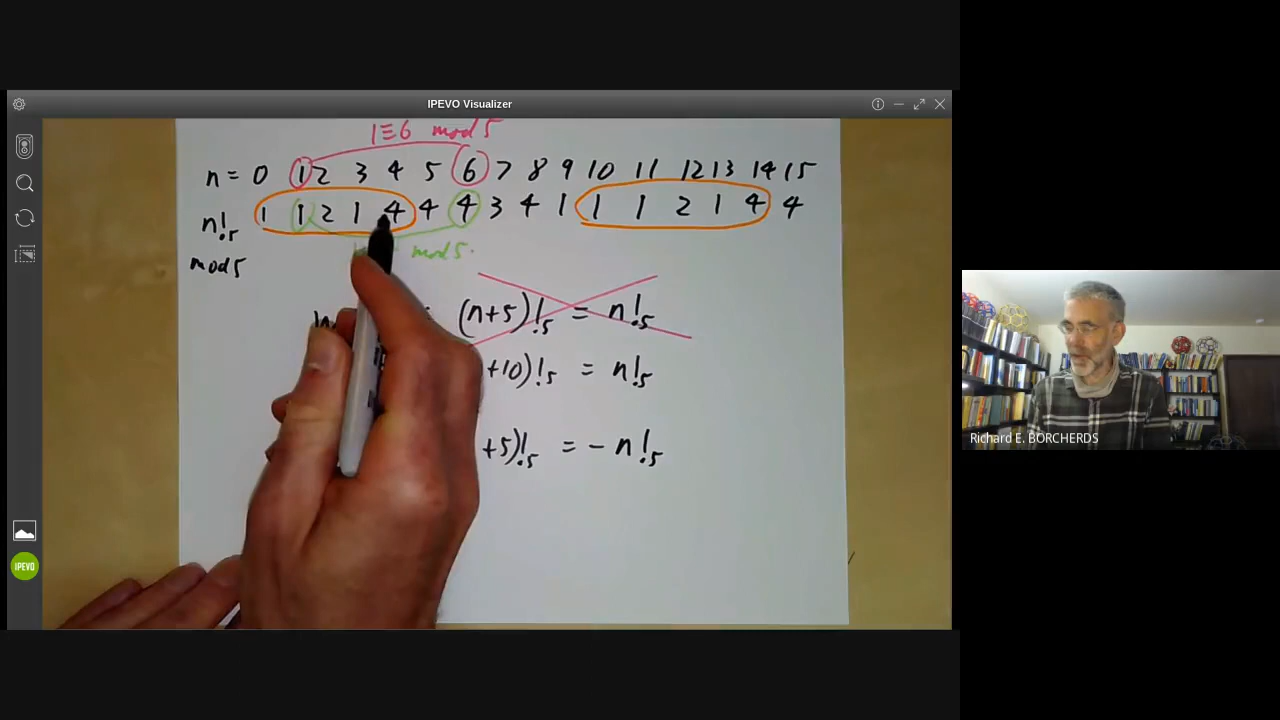 IPEVO Visualizer
1≡6 mod 5
n = 0 1 2 3 4 5 6 7 8 9 10 11 12 13 14 15
n!₅ 1 1 2 1 4 4 4 3 4 1 1 1 2 1 4 4
mod 5
mod 5
(n+5)!₅ = n!₅
+10)!₅ = n!₅
+5)!₅ = - n!₅
IPEVO
Richard E. BORCHERDS